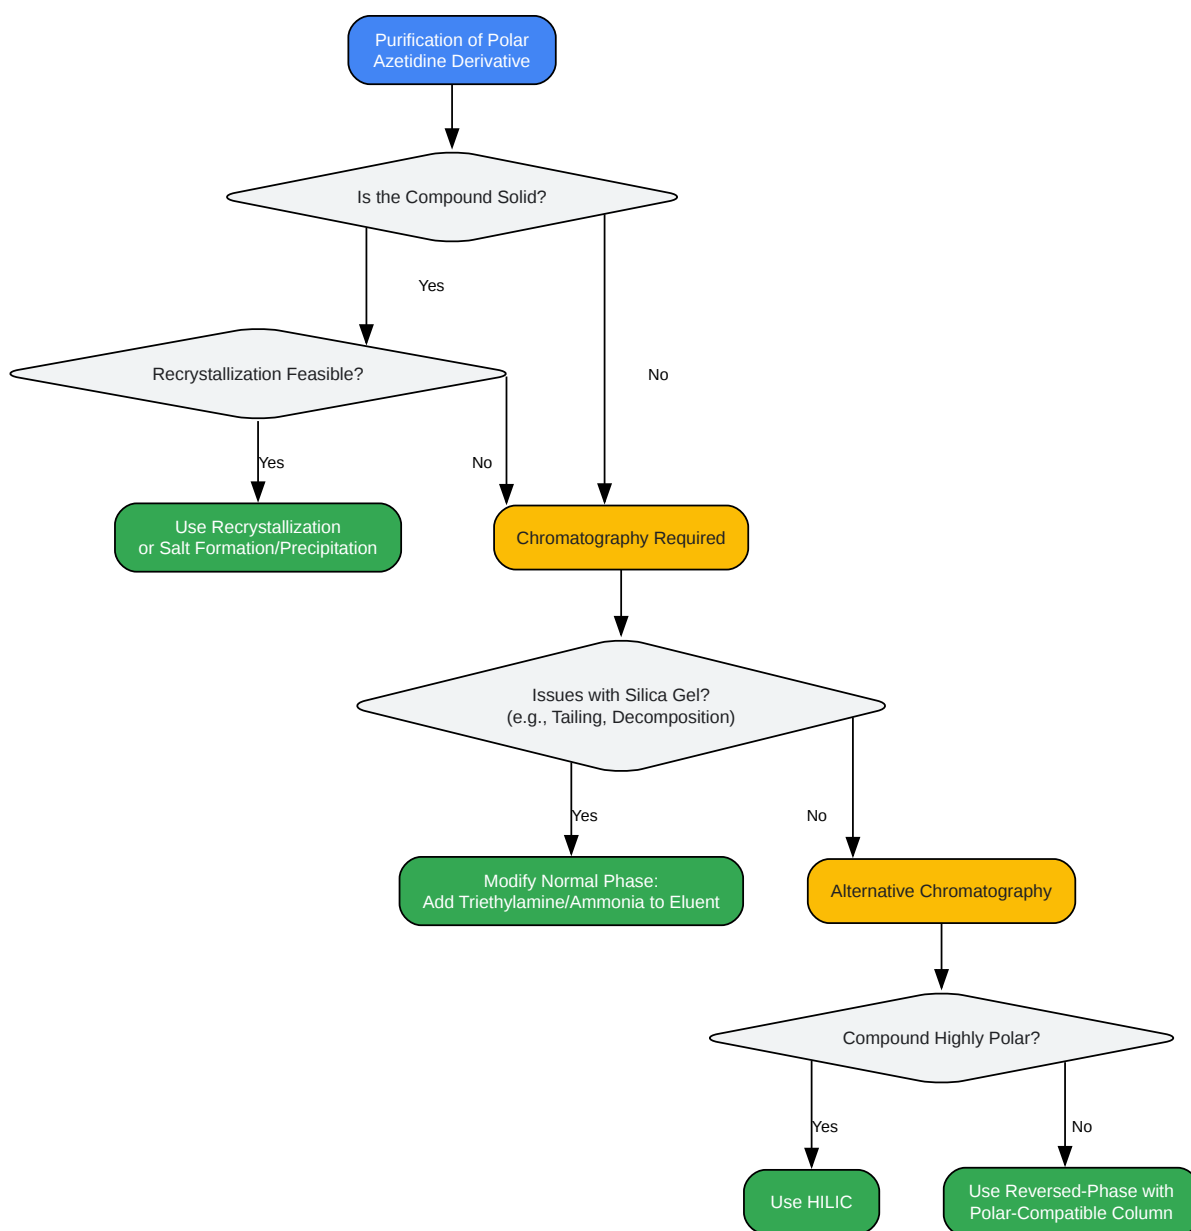 Purification of Polar
Azetidine Derivative
Is the Compound Solid?
Yes
No
Recrystallization Feasible?
Yes
No
Use Recrystallization
or Salt Formation/Precipitation
Chromatography Required
Issues with Silica Gel?
(e.g., Tailing, Decomposition)
Yes
No
Modify Normal Phase:
Add Triethylamine/Ammonia to Eluent
Alternative Chromatography
Compound Highly Polar?
Yes
No
Use HILIC
Use Reversed-Phase with
Polar-Compatible Column